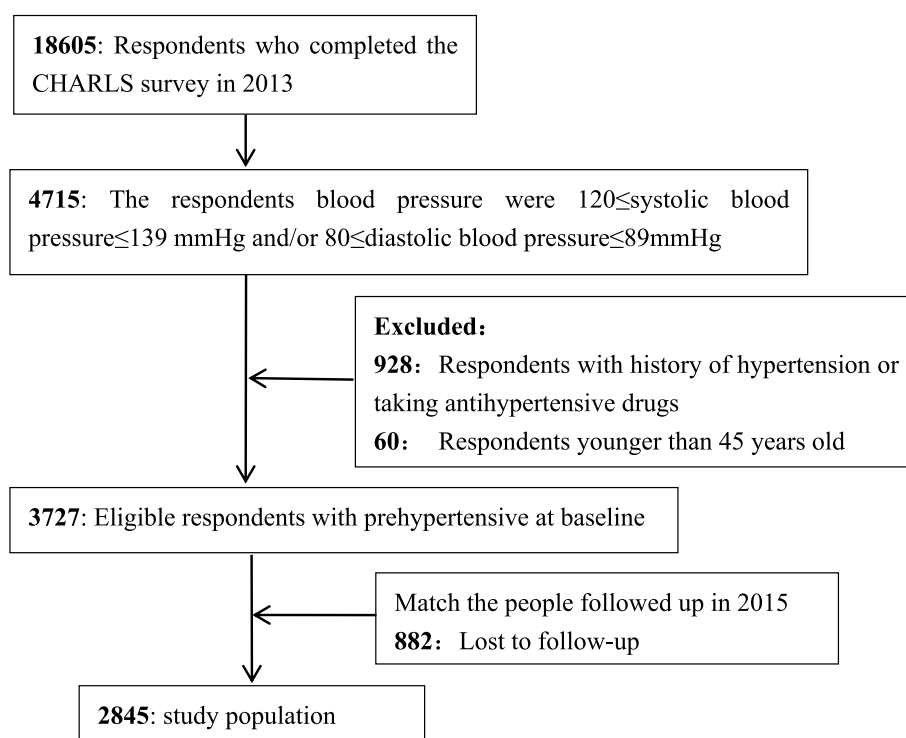 18605: Respondents who completed the
CHARLS survey in 2013
4715: The respondents blood pressure were 120≤systolic blood
pressure≤139 mmHg and/or 80≤diastolic blood pressure≤89mmHg
Excluded：
928： Respondents with history of hypertension or
taking antihypertensive drugs
60： Respondents younger than 45 years old
3727: Eligible respondents with prehypertensive at baseline
Match the people followed up in 2015
882： Lost to follow-up
2845: study population